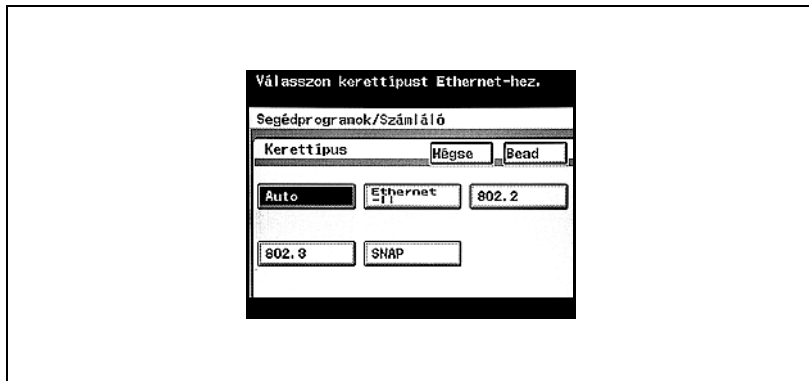 Válasszon kerettípust Ethernet-hez.
Segédprogramok/Számláló
Kerettípus
Mégse
Bead
Auto
Ethernet
-II
802.2
802.3
SNAP